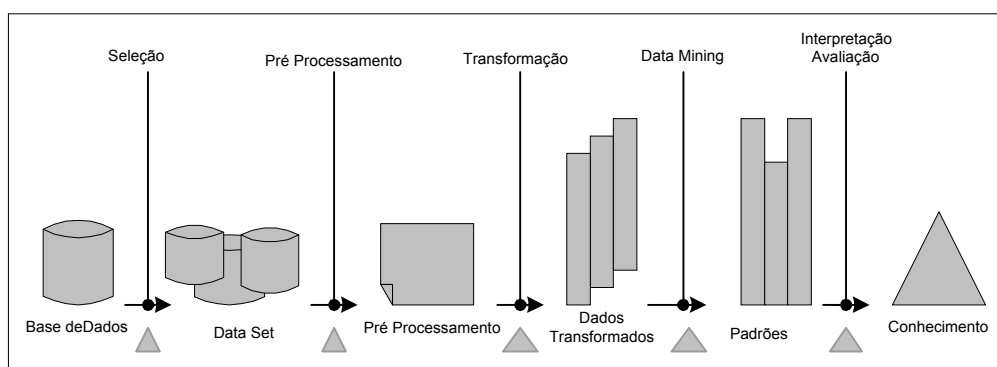 Seleção
Pré Processamento
Transformação
Data Mining
Interpretação
Avaliação
Base deDados
Data Set
Pré Processamento
Dados
Transformados
Padrões
Conhecimento